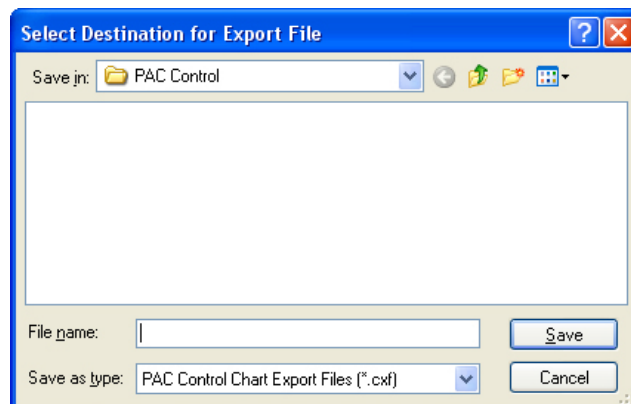 Select Destination for Export File
Save in: PAC Control
File name: Save
Save as type: PAC Control Chart Export Files (*.cxf) Cancel